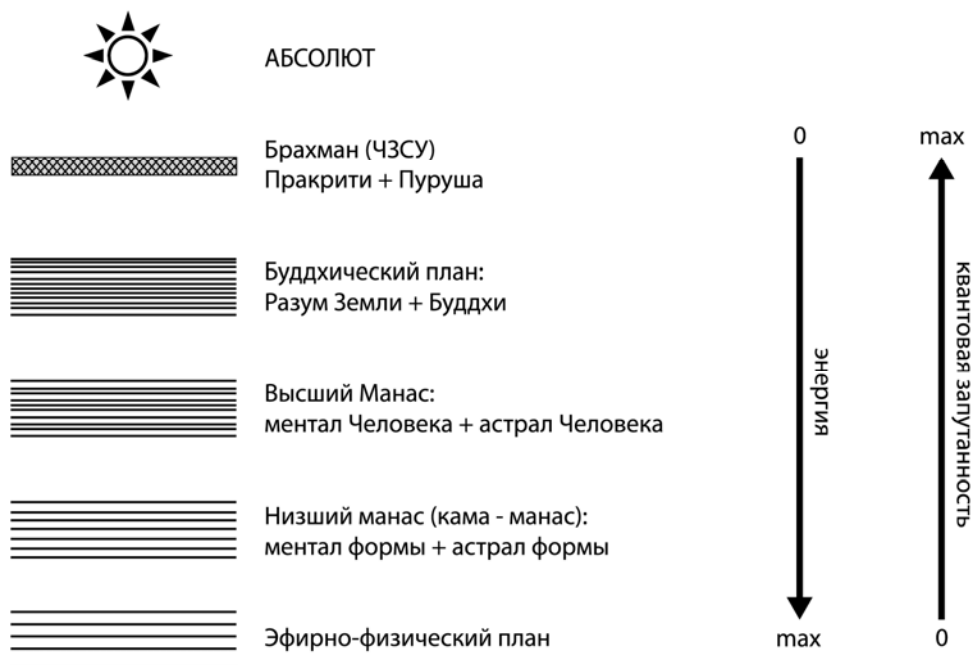 АБСОЛЮТ
Брахман (ЧЗСУ)
Пракрити + Пуруша
Буддхический план:
Разум Земли + Буддхи
Высший Манас:
ментал Человека + астрал Человека
Низший манас (кама - манас):
ментал формы + астрал формы
Эфирно-физический план
0
энергия
max
max
квантовая запутанность
0